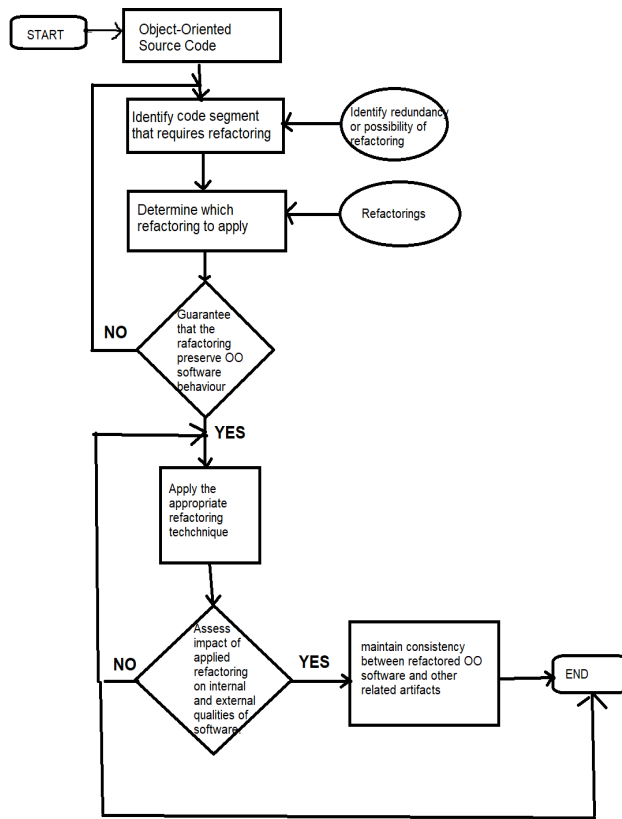 START
Object-Oriented
Source Code
Identify code segment
that requires refactoring
Identify redundancy
or possibility of
refactoring
Determine which
refactoring to apply
Refactorings
Guarantee
that the
rafactoring
preserve OO
software
behaviour
NO
YES
Apply the
appropriate
refactoring
techchnique
Assess
impact of
applied
refactoring
on internal
and external
qualities of
software.
NO
YES
maintain consistency
between refactored OO
software and other
related artifacts
END